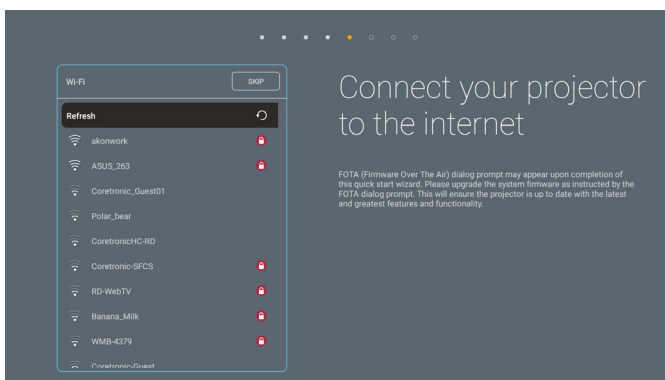 Wi-Fi
SKIP
Refresh
akonwork
ASUS_263
Coretronic_Guest01
Polar_bear
CoretronicHC-RD
Coretronic-SFCS
RD-WebTV
Banana_Milk
WMB-4379
Coretronic-Guest
Connect your projector
to the internet
FOTA (Firmware Over The Air) dialog prompt may appear upon completion of
this quick start wizard. Please upgrade the system firmware as instructed by the
FOTA dialog prompt. This will ensure the projector is up to date with the latest
and greatest features and functionality.